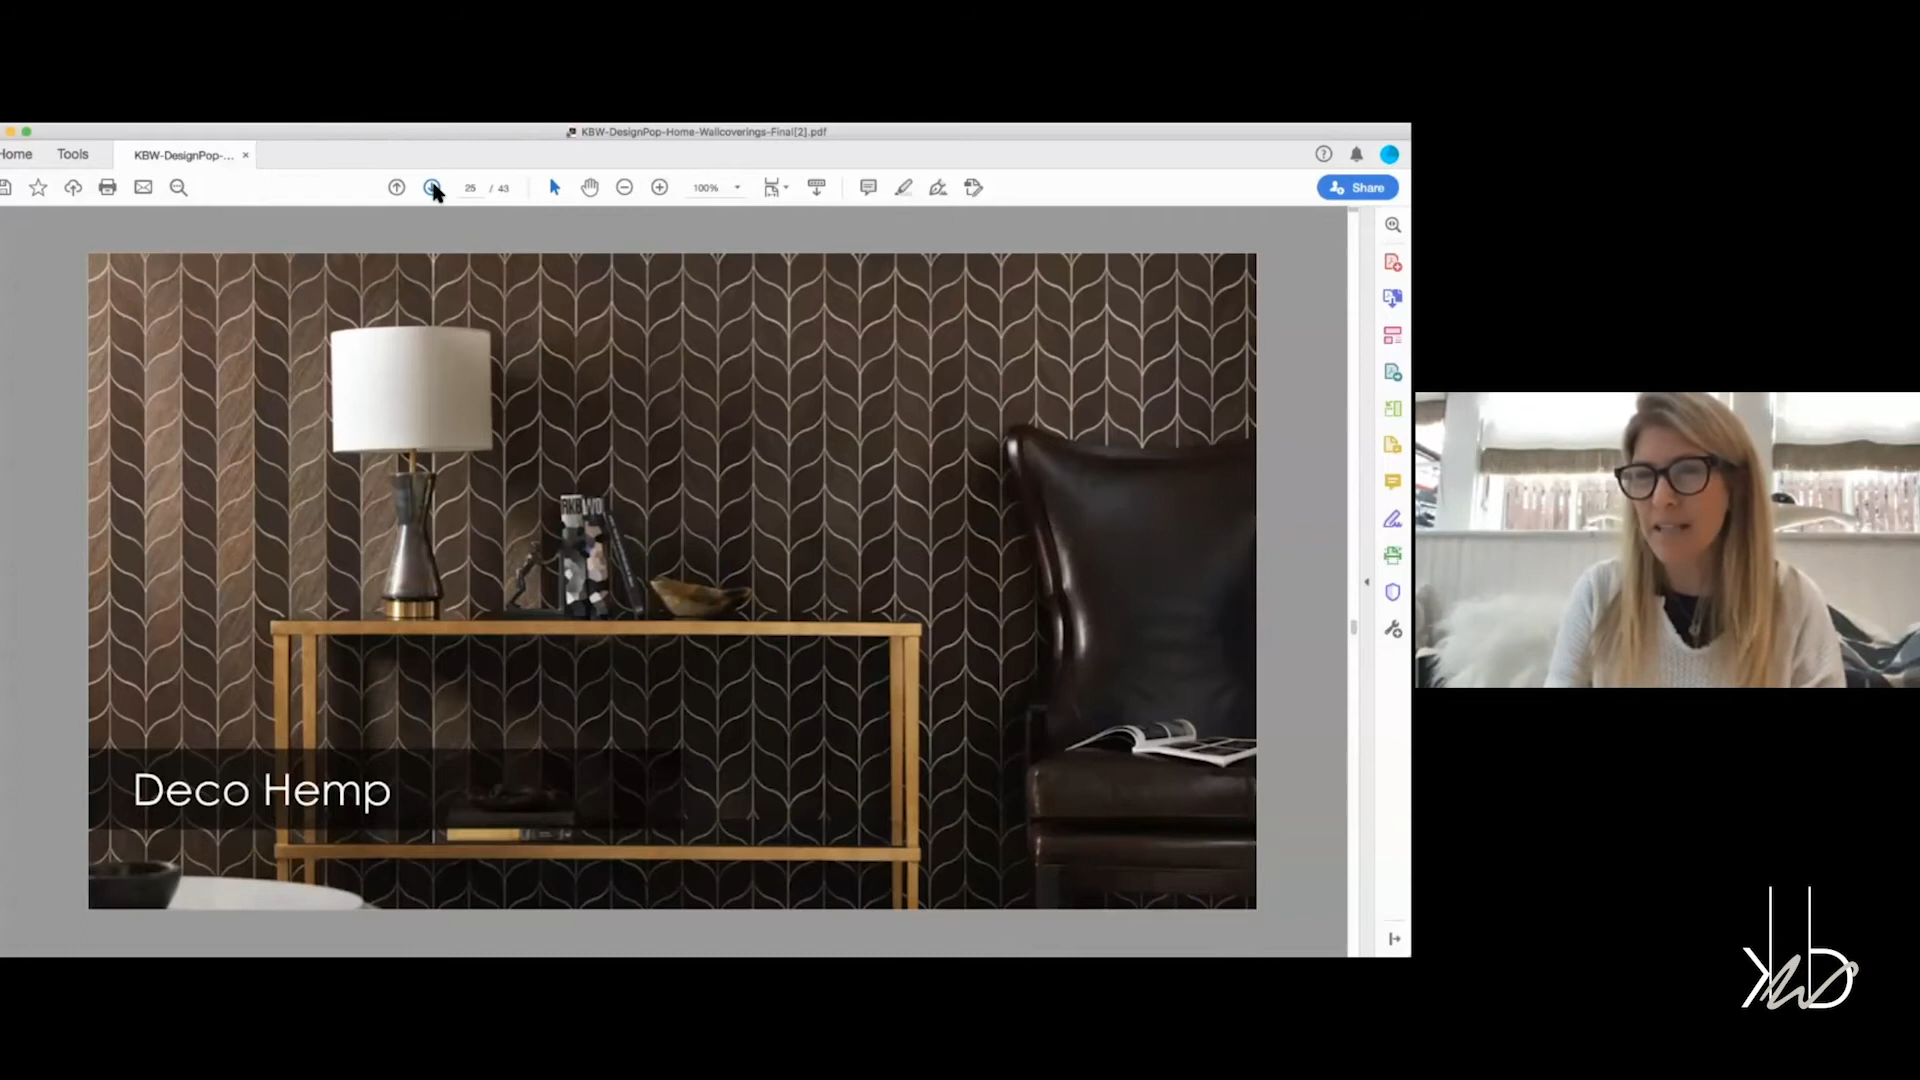 KBW-DesignPop-Home-Wallcoverings-Final[2].pdf
Home Tools KBW-DesignPop-... ×
25 / 43 100% Share
Deco Hemp